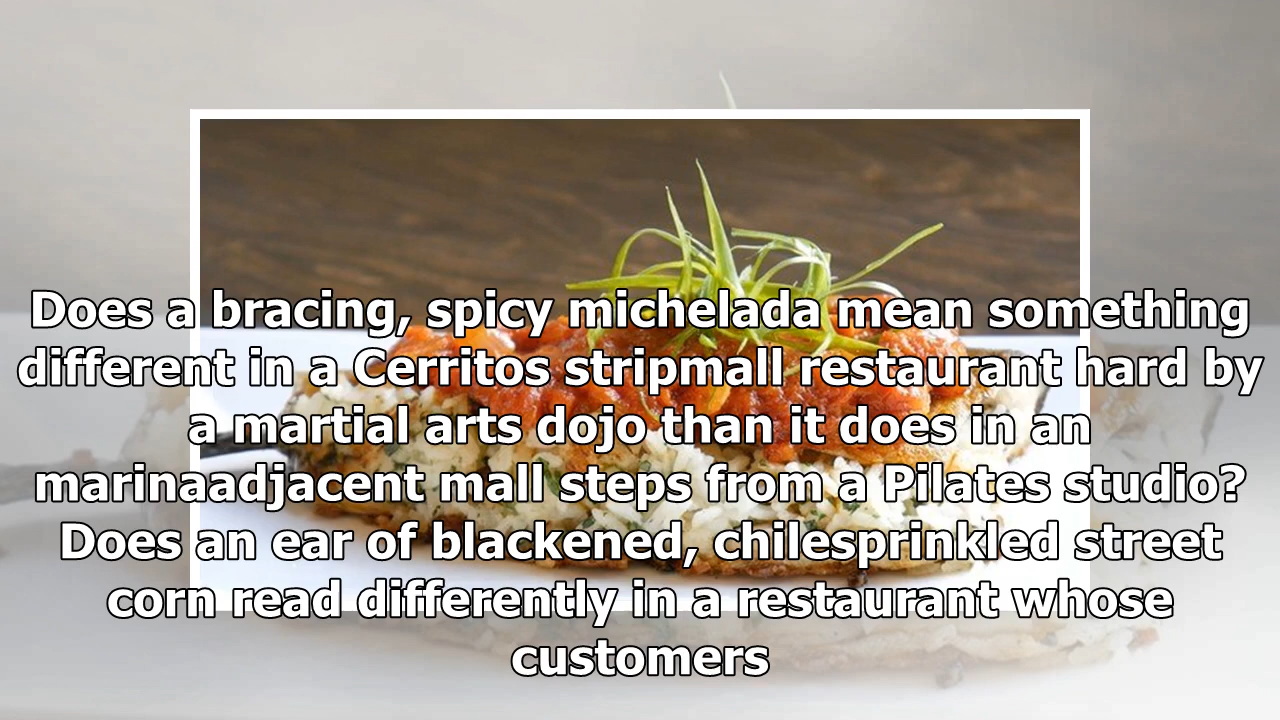 Does a bracing, spicy michelada mean something
different in a Cerritos stripmall restaurant hard by
a martial arts dojo than it does in an
marinaadjacent mall steps from a Pilates studio?
Does an ear of blackened, chilesprinkled street
corn read differently in a restaurant whose
customers